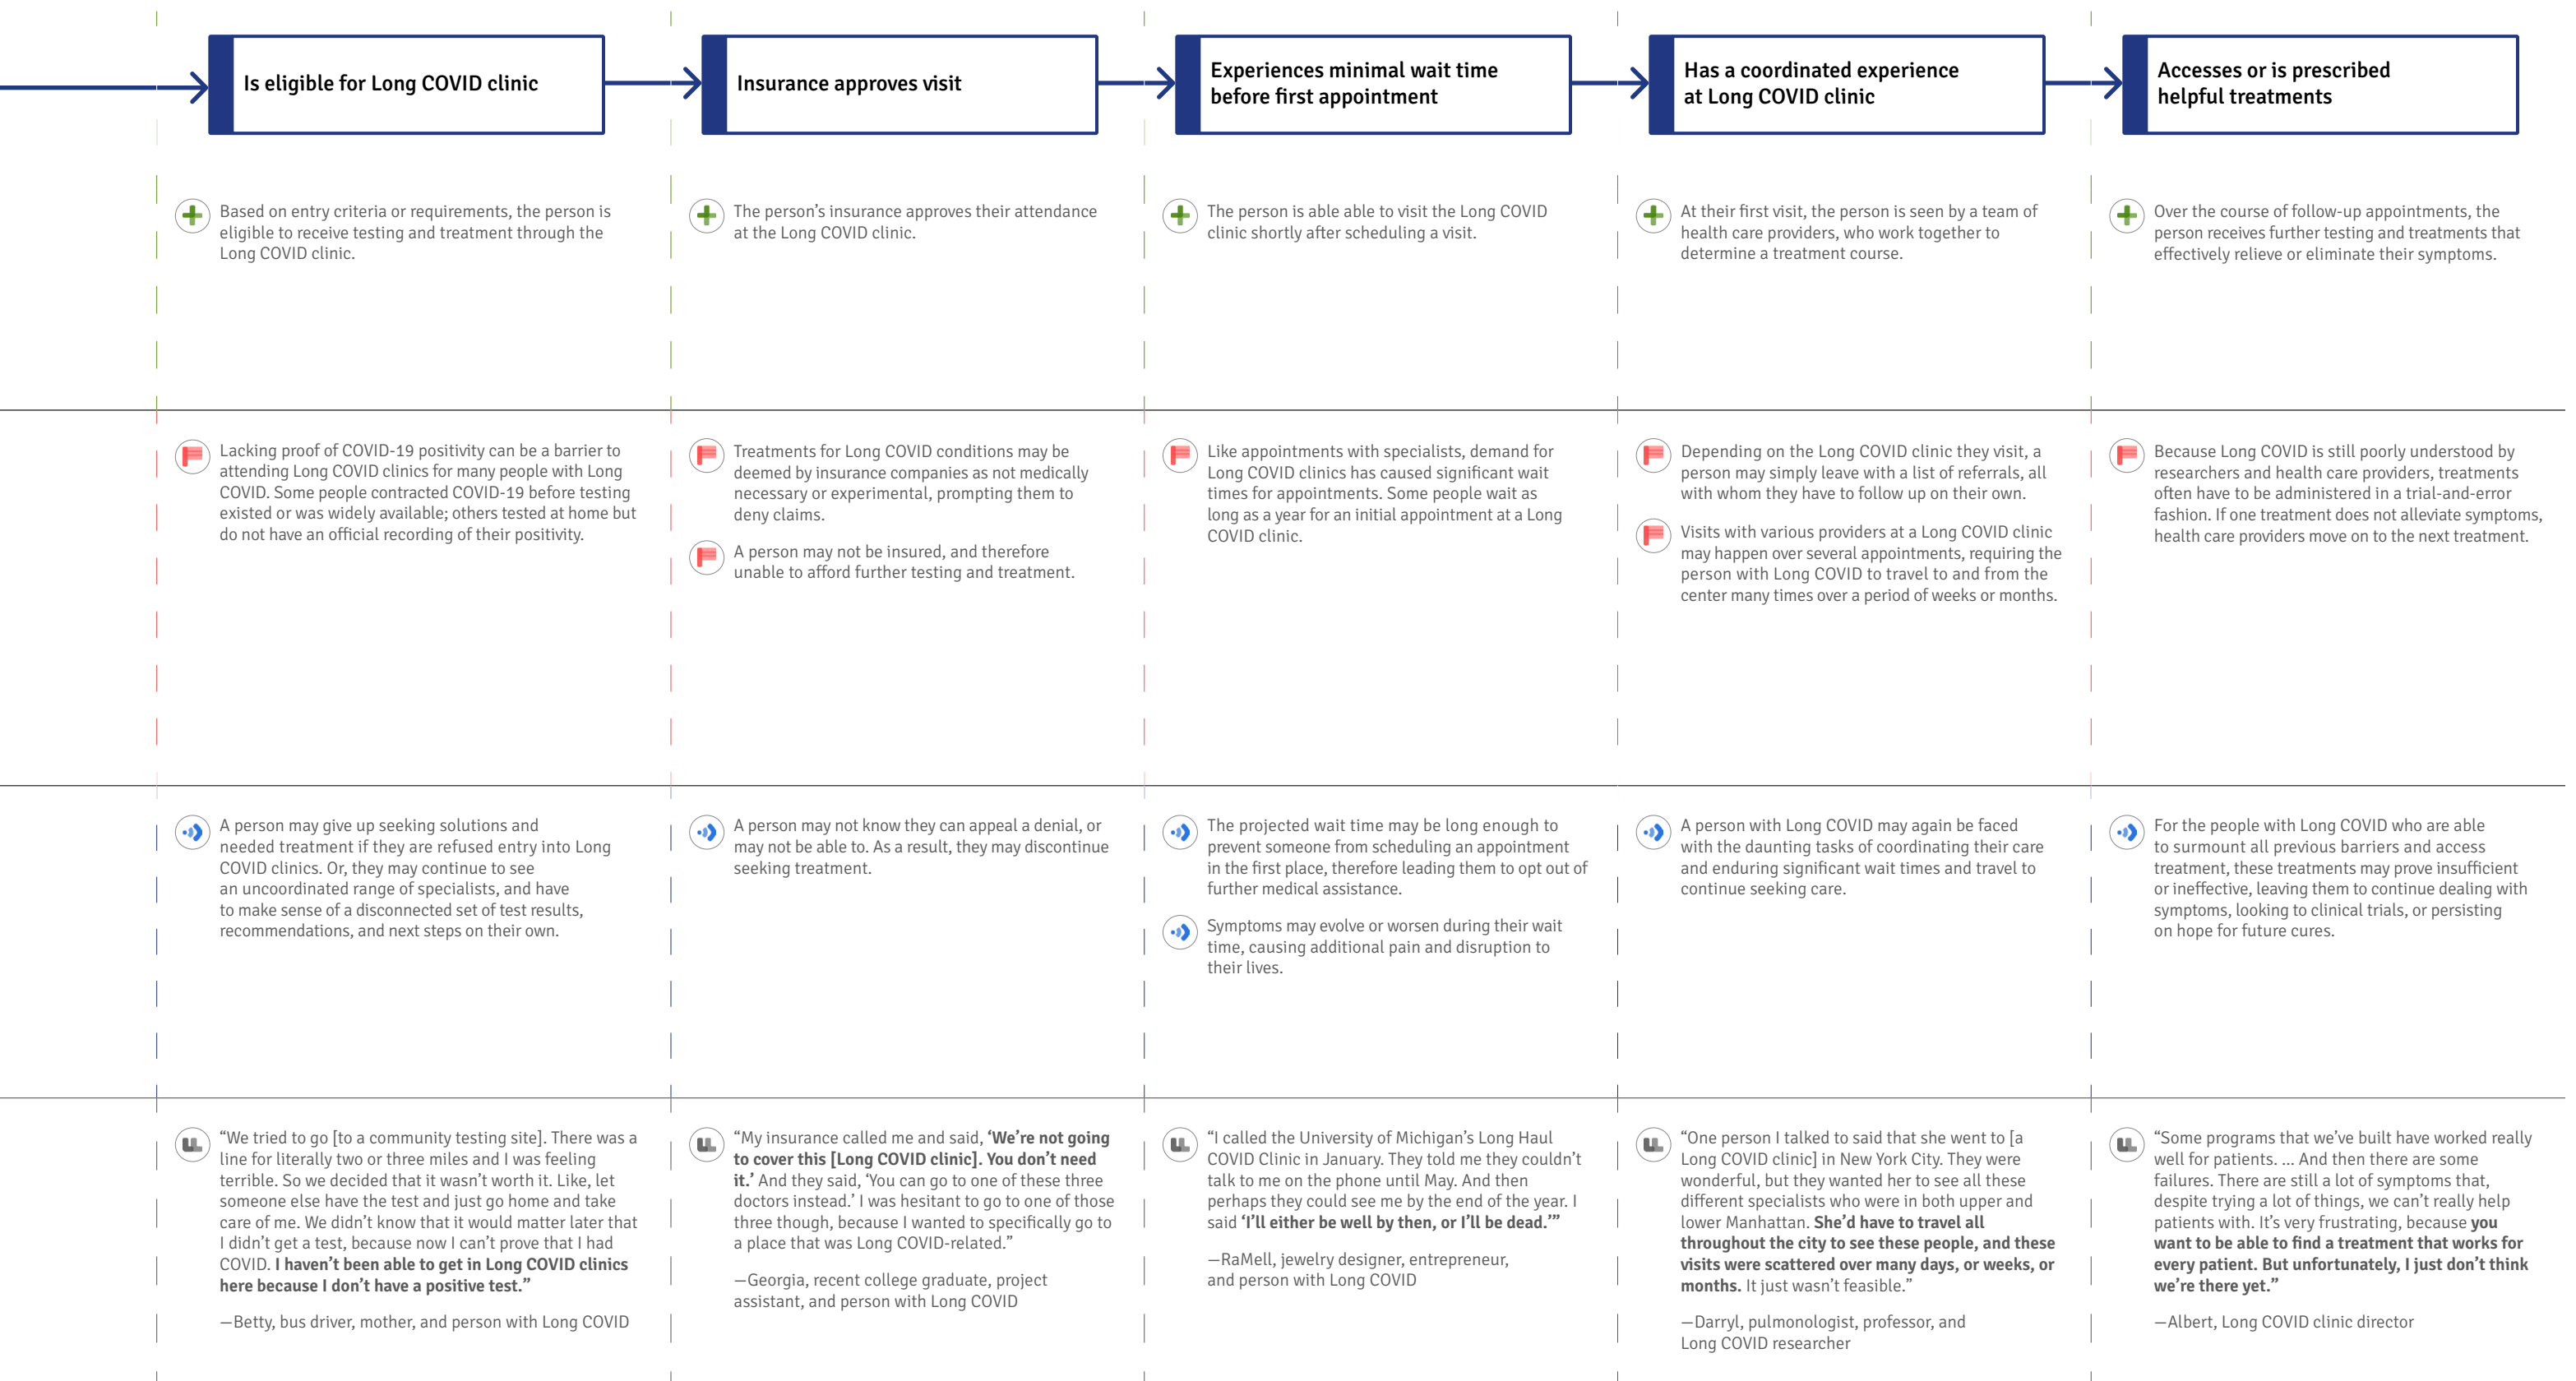 Is eligible for Long COVID clinic
Insurance approves visit
Experiences minimal wait time
before first appointment
Has a coordinated experience
at Long COVID clinic
Accesses or is prescribed
helpful treatments
Based on entry criteria or requirements, the person is
eligible to receive testing and treatment through the
Long COVID clinic.
The person’s insurance approves their attendance
at the Long COVID clinic.
The person is able able to visit the Long COVID
clinic shortly after scheduling a visit.
At their first visit, the person is seen by a team of
health care providers, who work together to
determine a treatment course.
Over the course of follow-up appointments, the
person receives further testing and treatments that
effectively relieve or eliminate their symptoms.
Lacking proof of COVID-19 positivity can be a barrier to
attending Long COVID clinics for many people with Long
COVID. Some people contracted COVID-19 before testing
existed or was widely available; others tested at home but
do not have an official recording of their positivity.
Treatments for Long COVID conditions may be
deemed by insurance companies as not medically
necessary or experimental, prompting them to
deny claims.
A person may not be insured, and therefore
unable to afford further testing and treatment.
Like appointments with specialists, demand for
Long COVID clinics has caused significant wait
times for appointments. Some people wait as
long as a year for an initial appointment at a Long
COVID clinic.
Depending on the Long COVID clinic they visit, a
person may simply leave with a list of referrals, all
with whom they have to follow up on their own.
Visits with various providers at a Long COVID clinic
may happen over several appointments, requiring the
person with Long COVID to travel to and from the
center many times over a period of weeks or months.
Because Long COVID is still poorly understood by
researchers and health care providers, treatments
often have to be administered in a trial-and-error
fashion. If one treatment does not alleviate symptoms,
health care providers move on to the next treatment.
A person may give up seeking solutions and
needed treatment if they are refused entry into Long
COVID clinics. Or, they may continue to see
an uncoordinated range of specialists, and have
to make sense of a disconnected set of test results,
recommendations, and next steps on their own.
A person may not know they can appeal a denial, or
may not be able to. As a result, they may discontinue
seeking treatment.
The projected wait time may be long enough to
prevent someone from scheduling an appointment
in the first place, therefore leading them to opt out of
further medical assistance.
Symptoms may evolve or worsen during their wait
time, causing additional pain and disruption to
their lives.
A person with Long COVID may again be faced
with the daunting tasks of coordinating their care
and enduring significant wait times and travel to
continue seeking care.
For the people with Long COVID who are able
to surmount all previous barriers and access
treatment, these treatments may prove insufficient
or ineffective, leaving them to continue dealing with
symptoms, looking to clinical trials, or persisting
on hope for future cures.
“We tried to go [to a community testing site]. There was a
line for literally two or three miles and I was feeling
terrible. So we decided that it wasn’t worth it. Like, let
someone else have the test and just go home and take
care of me. We didn’t know that it would matter later that
I didn’t get a test, because now I can’t prove that I had
COVID. I haven’t been able to get in Long COVID clinics
here because I don’t have a positive test.”
—Betty, bus driver, mother, and person with Long COVID
“My insurance called me and said, ‘We’re not going
to cover this [Long COVID clinic]. You don’t need
it.’ And they said, ‘You can go to one of these three
doctors instead.’ I was hesitant to go to one of those
three though, because I wanted to specifically go to
a place that was Long COVID-related.”
—Georgia, recent college graduate, project
assistant, and person with Long COVID
“I called the University of Michigan’s Long Haul
COVID Clinic in January. They told me they couldn’t
talk to me on the phone until May. And then
perhaps they could see me by the end of the year. I
said ‘I’ll either be well by then, or I’ll be dead.’”
—RaMell, jewelry designer, entrepreneur,
and person with Long COVID
“One person I talked to said that she went to [a
Long COVID clinic] in New York City. They were
wonderful, but they wanted her to see all these
different specialists who were in both upper and
lower Manhattan. She’d have to travel all
throughout the city to see these people, and these
visits were scattered over many days, or weeks, or
months. It just wasn’t feasible.”
—Darryl, pulmonologist, professor, and
Long COVID researcher
“Some programs that we’ve built have worked really
well for patients. ... And then there are some
failures. There are still a lot of symptoms that,
despite trying a lot of things, we can’t really help
patients with. It’s very frustrating, because you
want to be able to find a treatment that works for
every patient. But unfortunately, I just don’t think
we’re there yet.”
—Albert, Long COVID clinic director